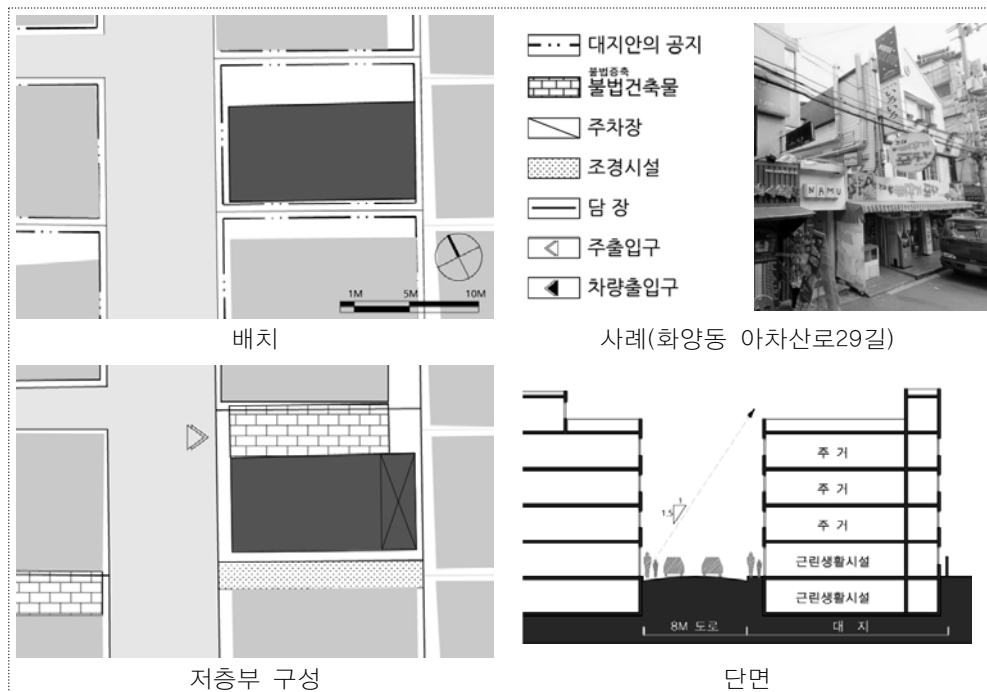 1M 5M 10M
배치
대지안의 공지
불법증축
불법건축물
주차장
조경시설
담 장
주출입구
차량출입구
NAMU
사례(화양동 아차산로29길)
저층부 구성
1
1.5
주 거
주 거
주 거
근린생활시설
근린생활시설
8M 도로
대 지
단면